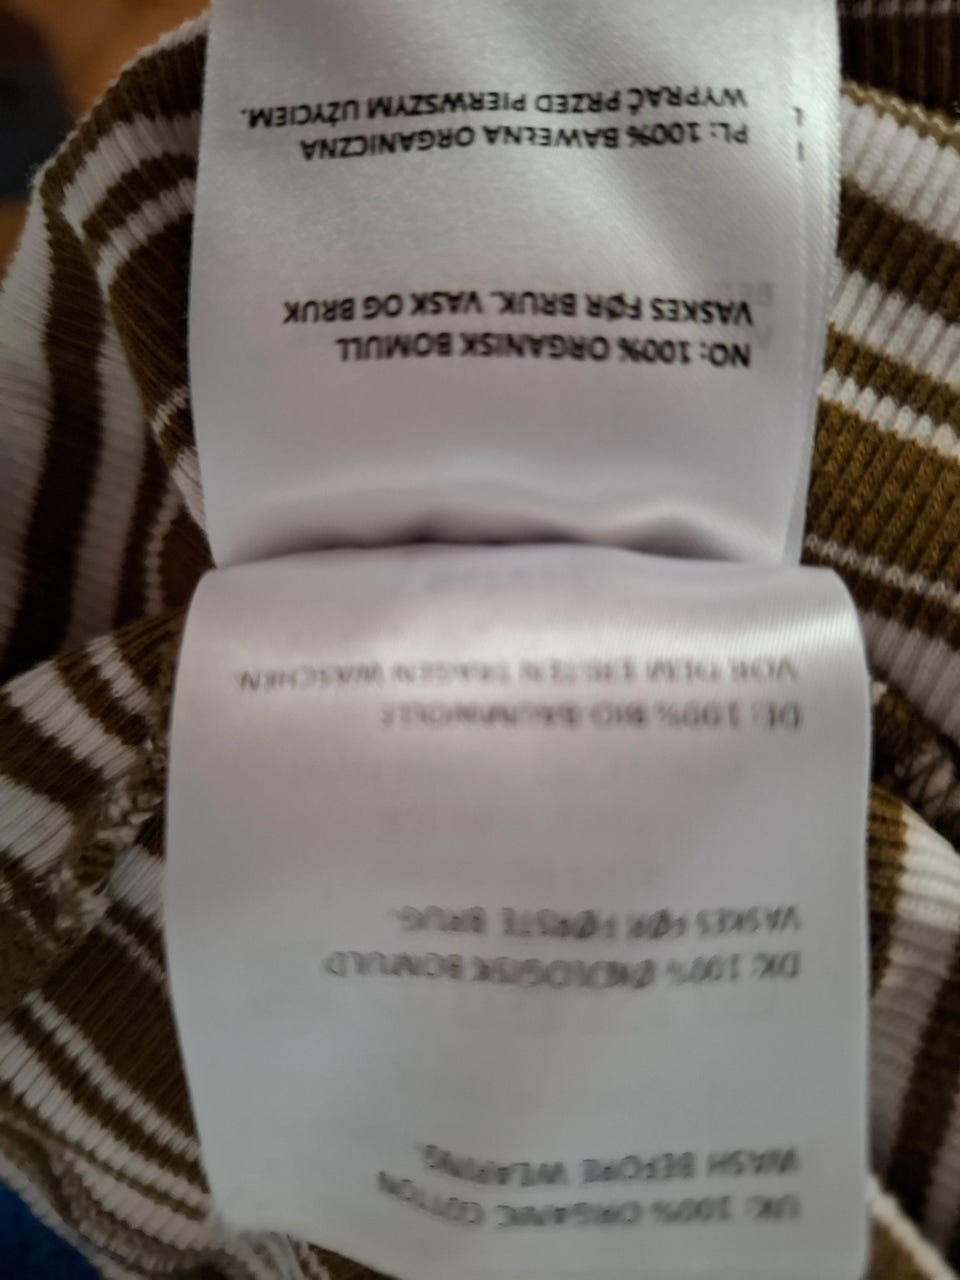 UK: 100% ORGANIC COTTON
WASH BEFORE WEARING.
DK: 100% ØKOLOGISK BOMULD
VASKES FØR FØRSTE BRUG.
DE: 100% BIO BAUMWOLLE
VOR DEM ERSTEN TRAGEN WASCHEN.
NO: 100% ORGANISK BOMULL
VASKES FØR BRUK. VASK OG BRUK
PL: 100% BAWEŁNA ORGANICZNA
WYPRAĆ PRZED PIERWSZYM UŻYCIEM.